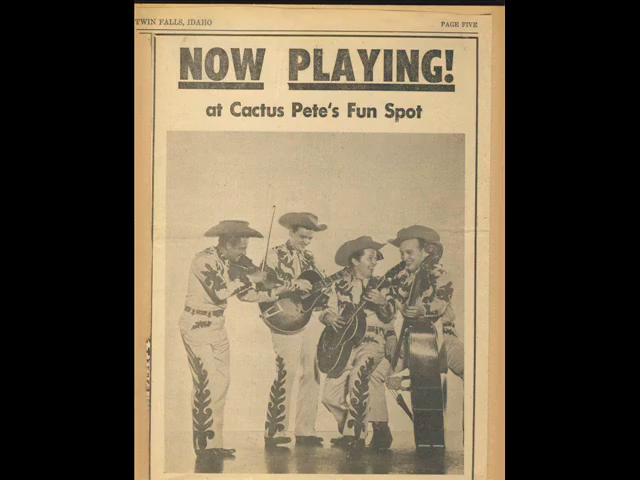 TWIN FALLS, IDAHO
PAGE FIVE
NOW PLAYING!
at Cactus Pete's Fun Spot